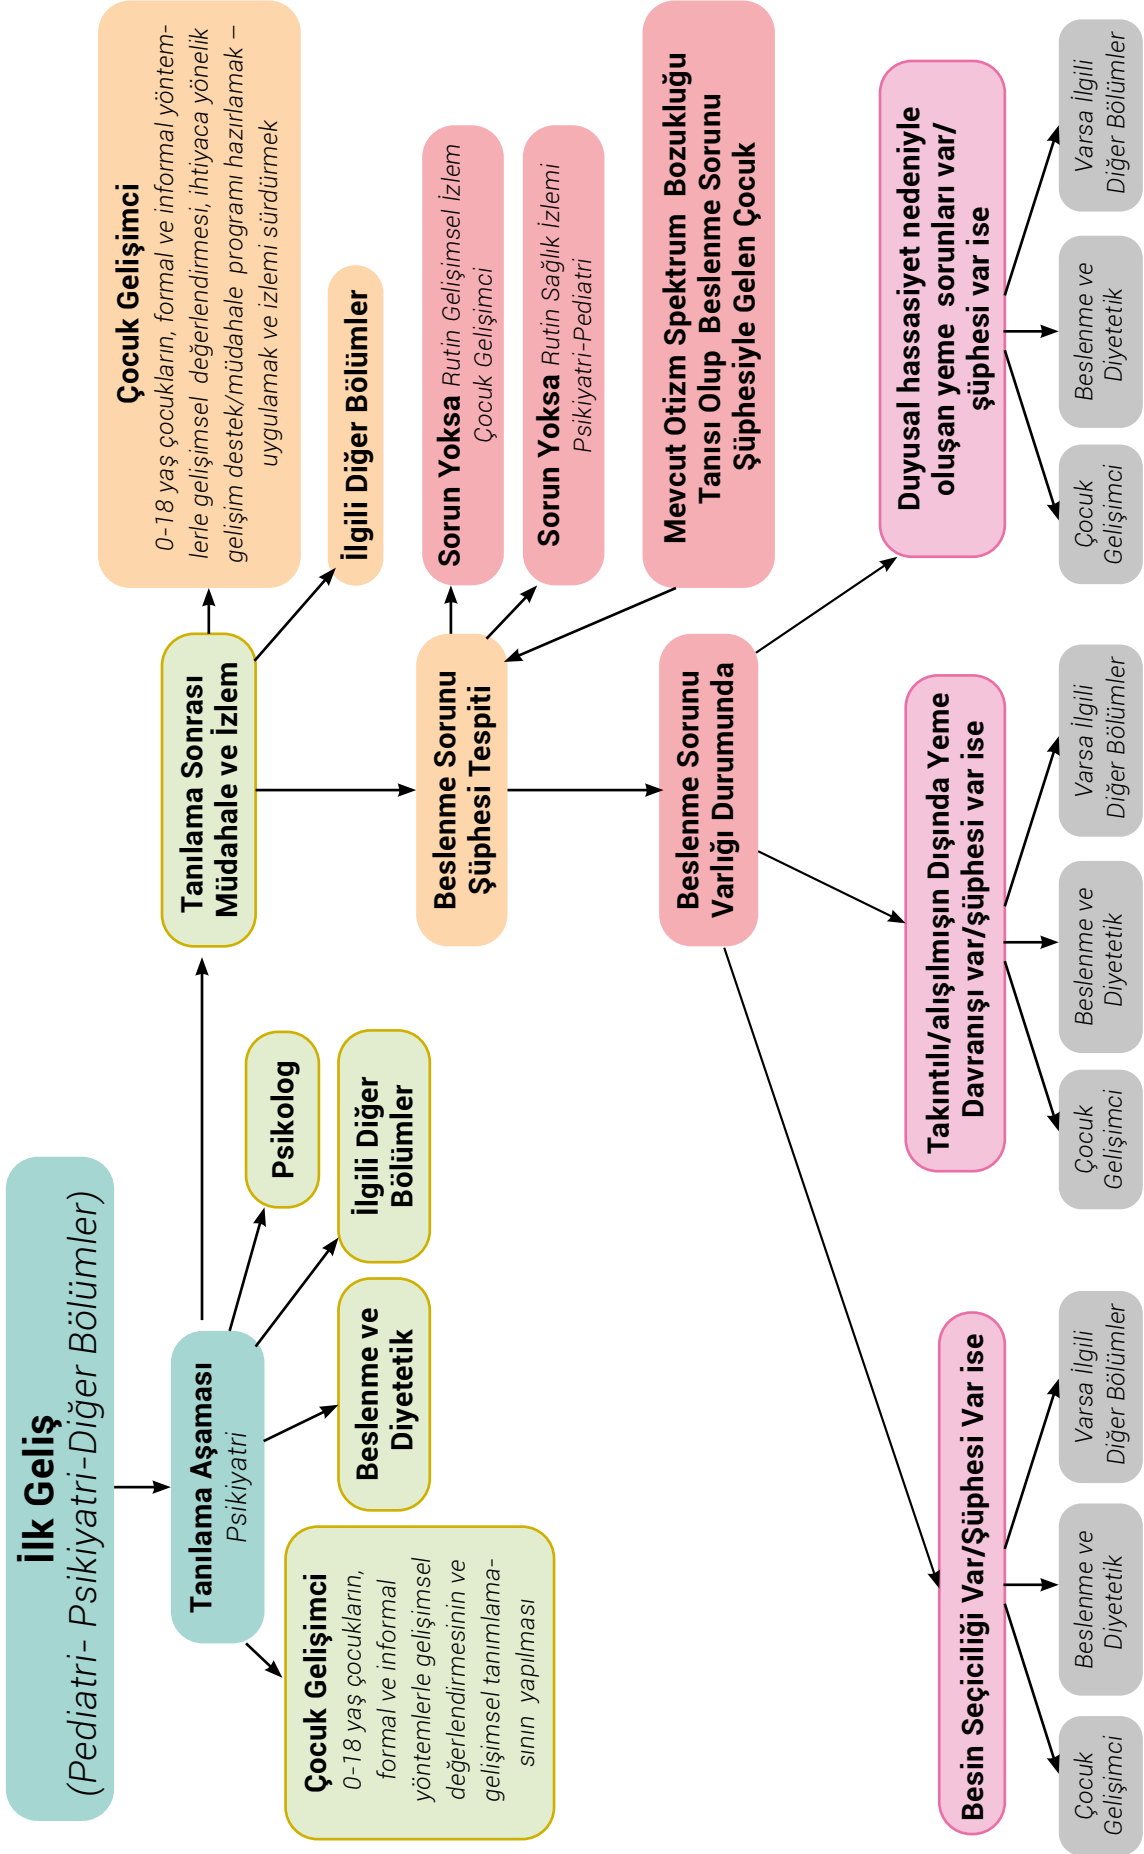 İlk Geliş
(Pediatri- Psikiyatri-Diğer Bölümler)
Tanılama Aşaması
Psikiyatri
Çocuk Gelişimci
0-18 yaş çocukların,
formal ve informal
yöntemlerle gelişimsel
değerlendirmesinin ve
gelişimsel tanımlama-
sının yapılması
Beslenme ve
Diyetetik
İlgili Diğer
Bölümler
Psikolog
Tanılama Sonrası
Müdahale ve İzlem
Çocuk Gelişimci
0-18 yaş çocukların, formal ve informal yöntem-
lerle gelişimsel değerlendirmesi, ihtiyaca yönelik
gelişim destek/müdahale programı hazırlamak –
uygulamak ve izlemi sürdürmek
İlgili Diğer Bölümler
Beslenme Sorunu
Şüphesi Tespiti
Sorun Yoksa Rutin Gelişimsel İzlem
Çocuk Gelişimci
Sorun Yoksa Rutin Sağlık İzlemi
Psikiyatri-Pediatri
Mevcut Otizm Spektrum Bozukluğu
Tanısı Olup Beslenme Sorunu
Şüphesiyle Gelen Çocuk
Beslenme Sorunu
Varlığı Durumunda
Besin Seçiciliği Var/Şüphesi Var ise
Çocuk
Gelişimci
Beslenme ve
Diyetetik
Varsa İlgili
Diğer Bölümler
Takıntılı/alışılmışın Dışında Yeme
Davranışı var/şüphesi var ise
Çocuk
Gelişimci
Beslenme ve
Diyetetik
Varsa İlgili
Diğer Bölümler
Duyusal hassasiyet nedeniyle
oluşan yeme sorunları var/
şüphesi var ise
Çocuk
Gelişimci
Beslenme ve
Diyetetik
Varsa İlgili
Diğer Bölümler